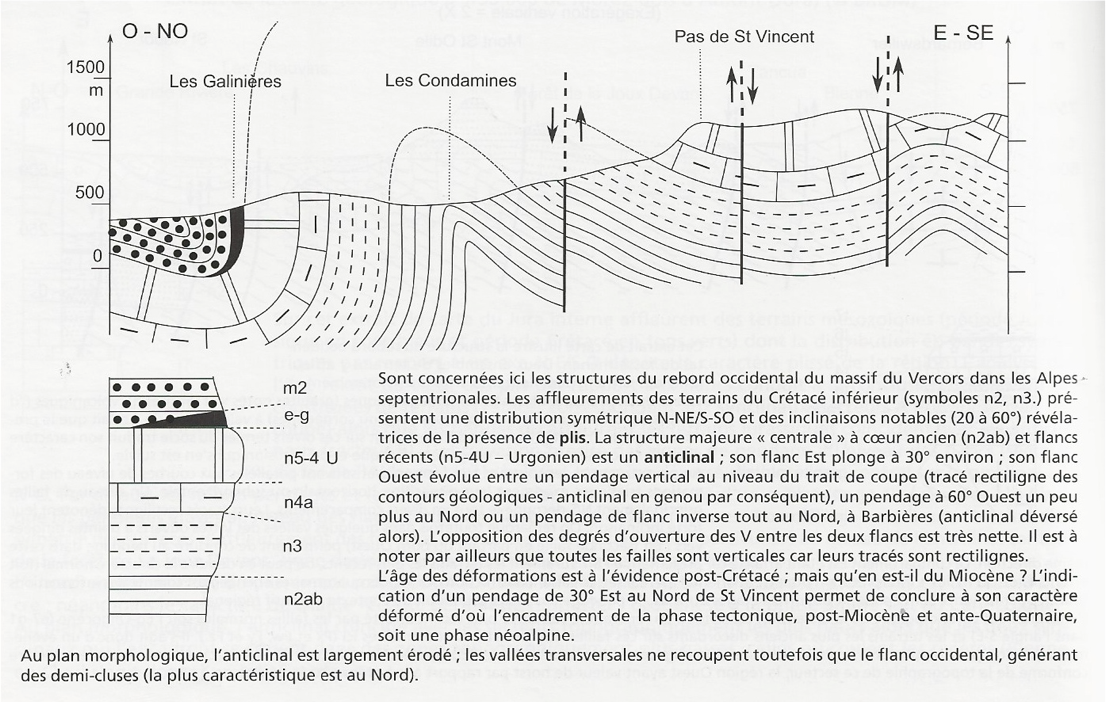 O - NO
E - SE
Pas de St Vincent
1500
m
Les Galinières
Les Condamines
1000
500
0
m2
e-g
n5-4 U
n4a
n3
n2ab
Sont concernées ici les structures du rebord occidental du massif du Vercors dans les Alpes
septentrionales. Les affleurements des terrains du Crétacé inférieur (symboles n2, n3.) pré-
sentent une distribution symétrique N-NE/S-SO et des inclinaisons notables (20 à 60°) révéla-
trices de la présence de plis. La structure majeure « centrale » à cœur ancien (n2ab) et flancs
récents (n5-4U – Urgonien) est un anticlinal ; son flanc Est plonge à 30° environ ; son flanc
Ouest évolue entre un pendage vertical au niveau du trait de coupe (tracé rectiligne des
contours géologiques - anticlinal en genou par conséquent), un pendage à 60° Ouest un peu
plus au Nord ou un pendage de flanc inverse tout au Nord, à Barbières (anticlinal déversé
alors). L'opposition des degrés d'ouverture des V entre les deux flancs est très nette. Il est à
noter par ailleurs que toutes les failles sont verticales car leurs tracés sont rectilignes.
L'âge des déformations est à l'évidence post-Crétacé ; mais qu'en est-il du Miocène ? L'indi-
cation d'un pendage de 30° Est au Nord de St Vincent permet de conclure à son caractère
déformé d'où l'encadrement de la phase tectonique, post-Miocène et ante-Quaternaire,
soit une phase néoalpine.
Au plan morphologique, l'anticlinal est largement érodé ; les vallées transversales ne recoupent toutefois que le flanc occidental, générant
des demi-cluses (la plus caractéristique est au Nord).